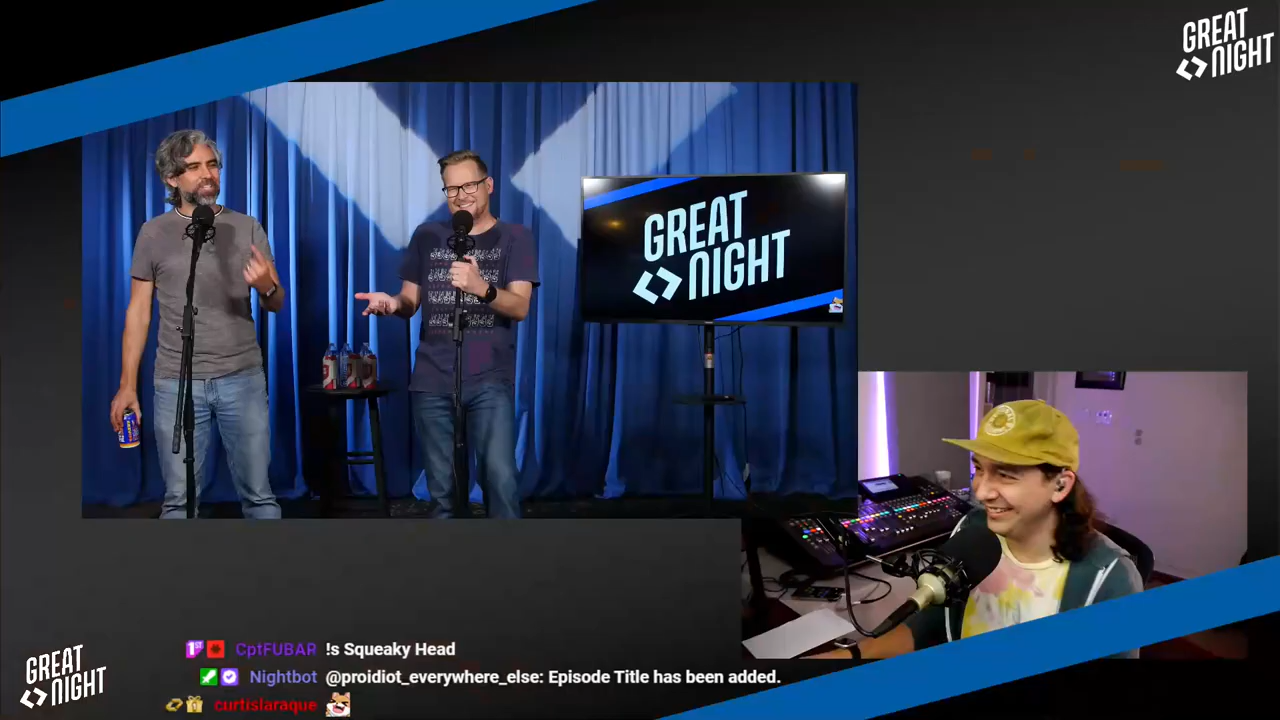 GREAT
NIGHT
GREAT
NIGHT
GREAT
NIGHT
CptFUBAR !s Squeaky Head
Nightbot @proidiot_everywhere_else: Episode Title has been added.
curtislaraque